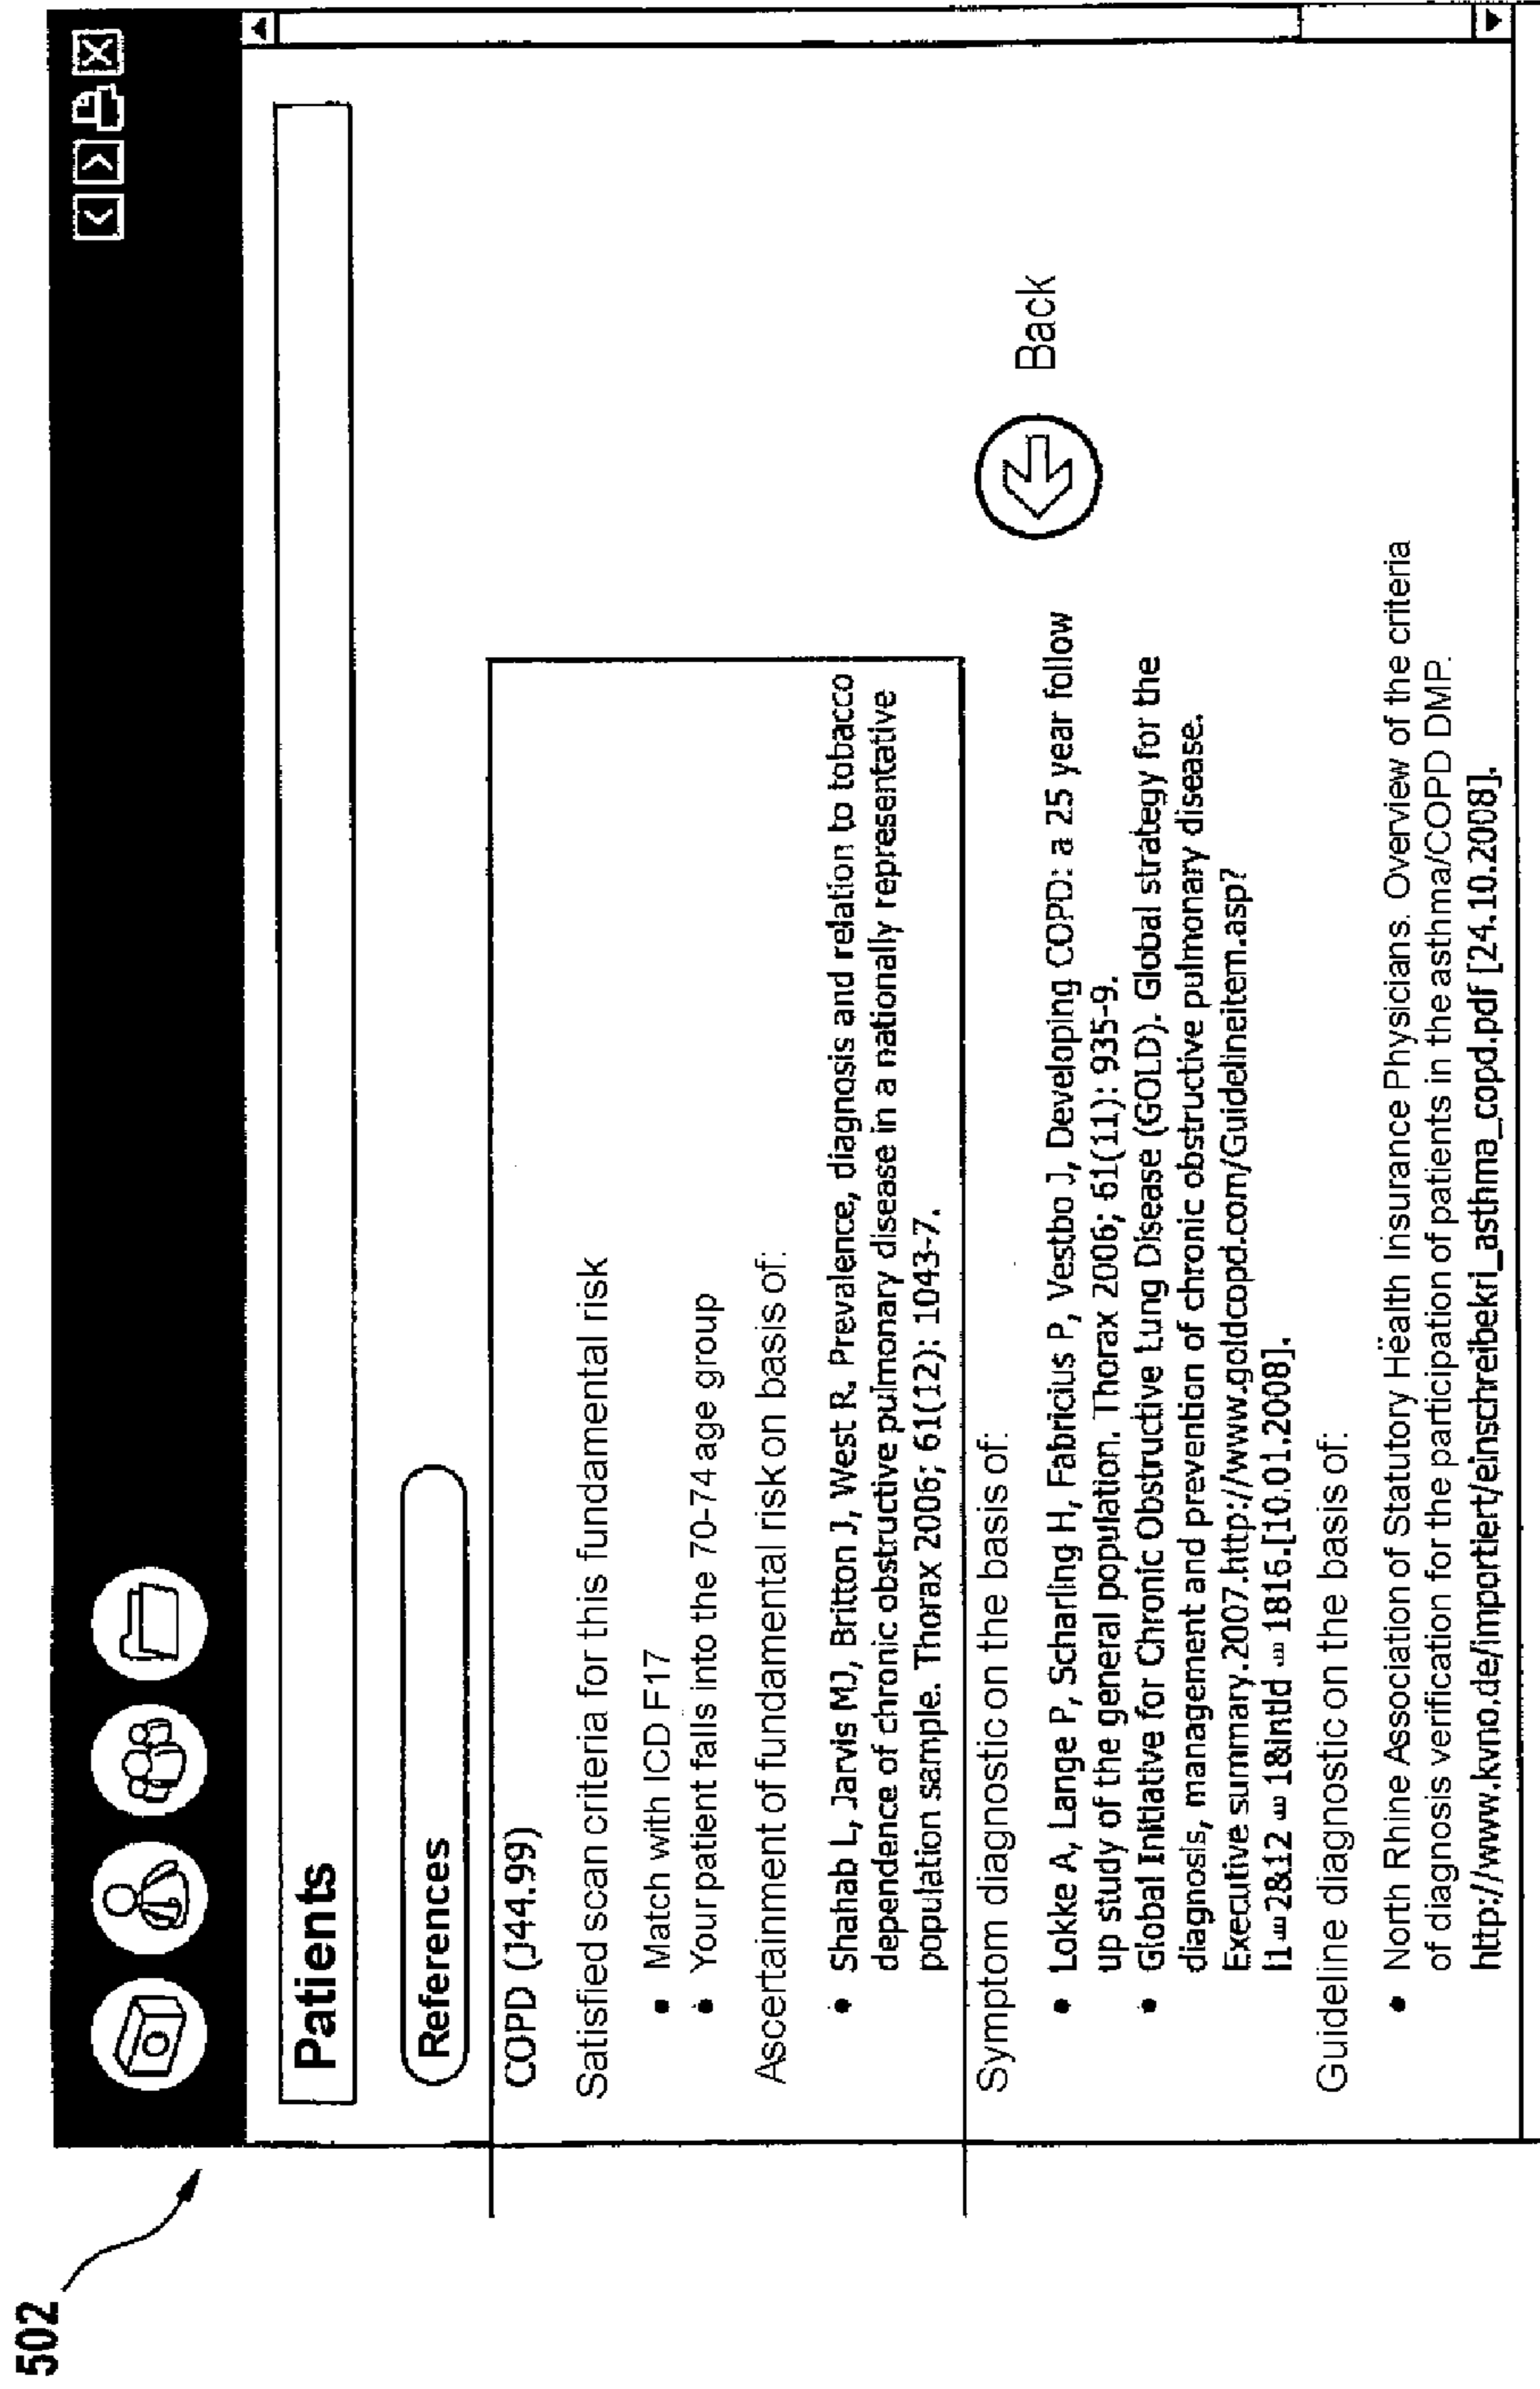 502
Patients
References
COPD (J44.99)
Satisfied scan criteria for this fundamental risk
• Match with ICD F17
• Your patient falls into the 70-74 age group
Ascertainment of fundamental risk on basis of:
• Shahab L, Jarvis MJ, Britton J, West R. Prevalence, diagnosis and relation to tobacco
dependence of chronic obstructive pulmonary disease in a nationally representative
population sample. Thorax 2006; 61(12): 1043-7.
Symptom diagnostic on the basis of:
• Lokke A, Lange P, Scharling H, Fabricius P, Vestbo J, Developing COPD: a 25 year follow
up study of the general population. Thorax 2006; 61(11): 935-9.
• Global Initiative for Chronic Obstructive Lung Disease (GOLD). Global strategy for the
diagnosis, management and prevention of chronic obstructive pulmonary disease.
Executive summary.2007.http://www.goldcopd.com/Guidelineitem.asp?
2&12 1&intId 1816.[10.01.2008].
Back
Guideline diagnostic on the basis of:
• North Rhine Association of Statutory Health Insurance Physicians. Overview of the criteria
of diagnosis verification for the participation of patients in the asthma/COPD DMP.
http://www.kvno.de/importiert/einschreibekri_asthma_copd.pdf [24.10.2008].